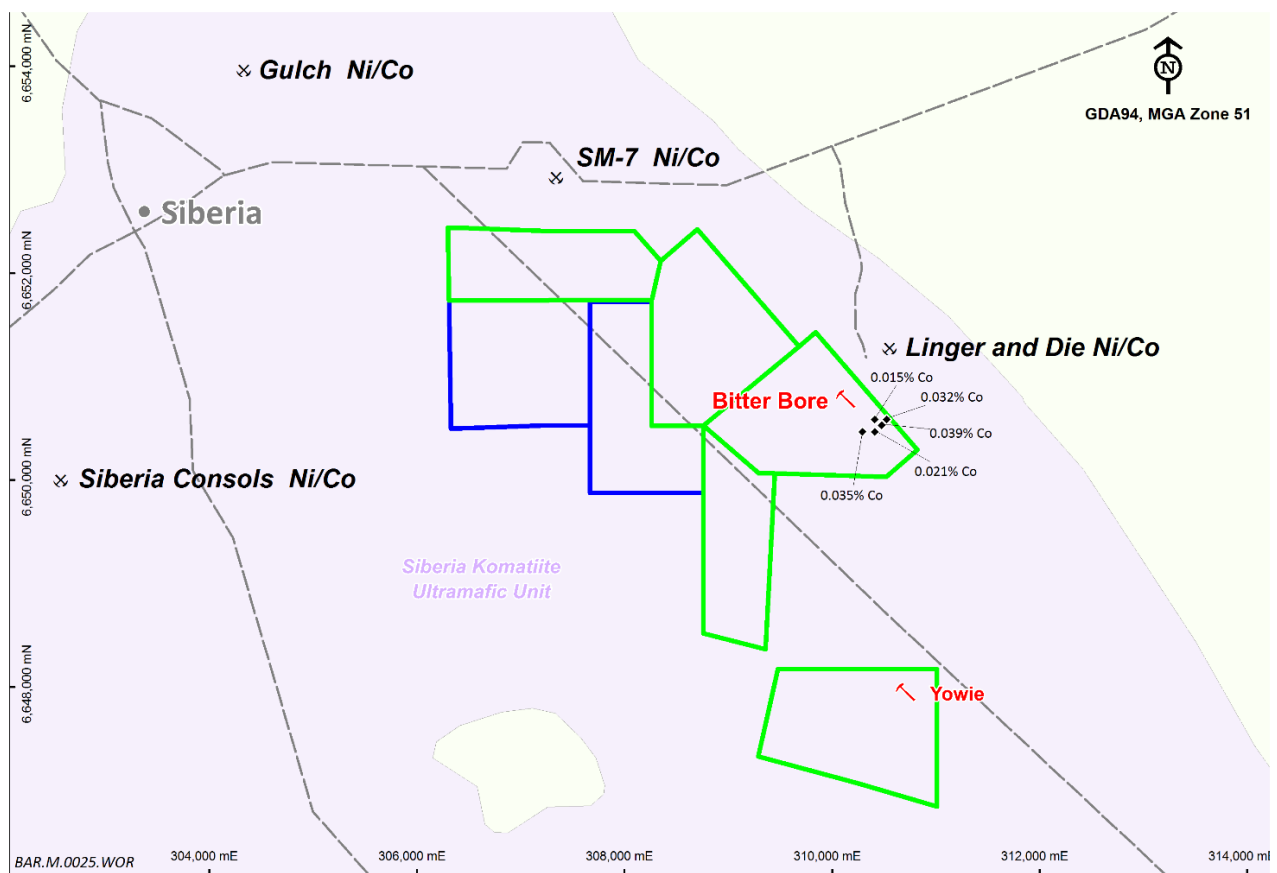 6,654,000 mN
Gulch Ni/Co
N
GDA94, MGA Zone 51
SM-7 Ni/Co
Siberia
6,652,000 mN
Linger and Die Ni/Co
0.015% Co
Bitter Bore
0.032% Co
0.039% Co
0.021% Co
0.035% Co
6,650,000 mN
Siberia Consols Ni/Co
Siberia Komatiite
Ultramafic Unit
6,648,000 mN
Yowie
BAR.M.0025.WOR
304,000 mE
306,000 mE
308,000 mE
310,000 mE
312,000 mE
314,000 mE